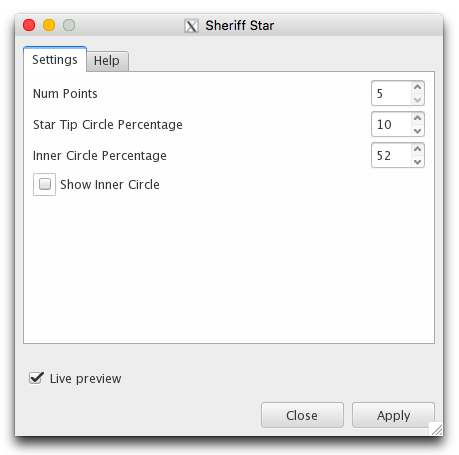 Sheriff Star
Settings Help
Num Points 5
Star Tip Circle Percentage 10
Inner Circle Percentage 52
Show Inner Circle
Live preview
Close Apply